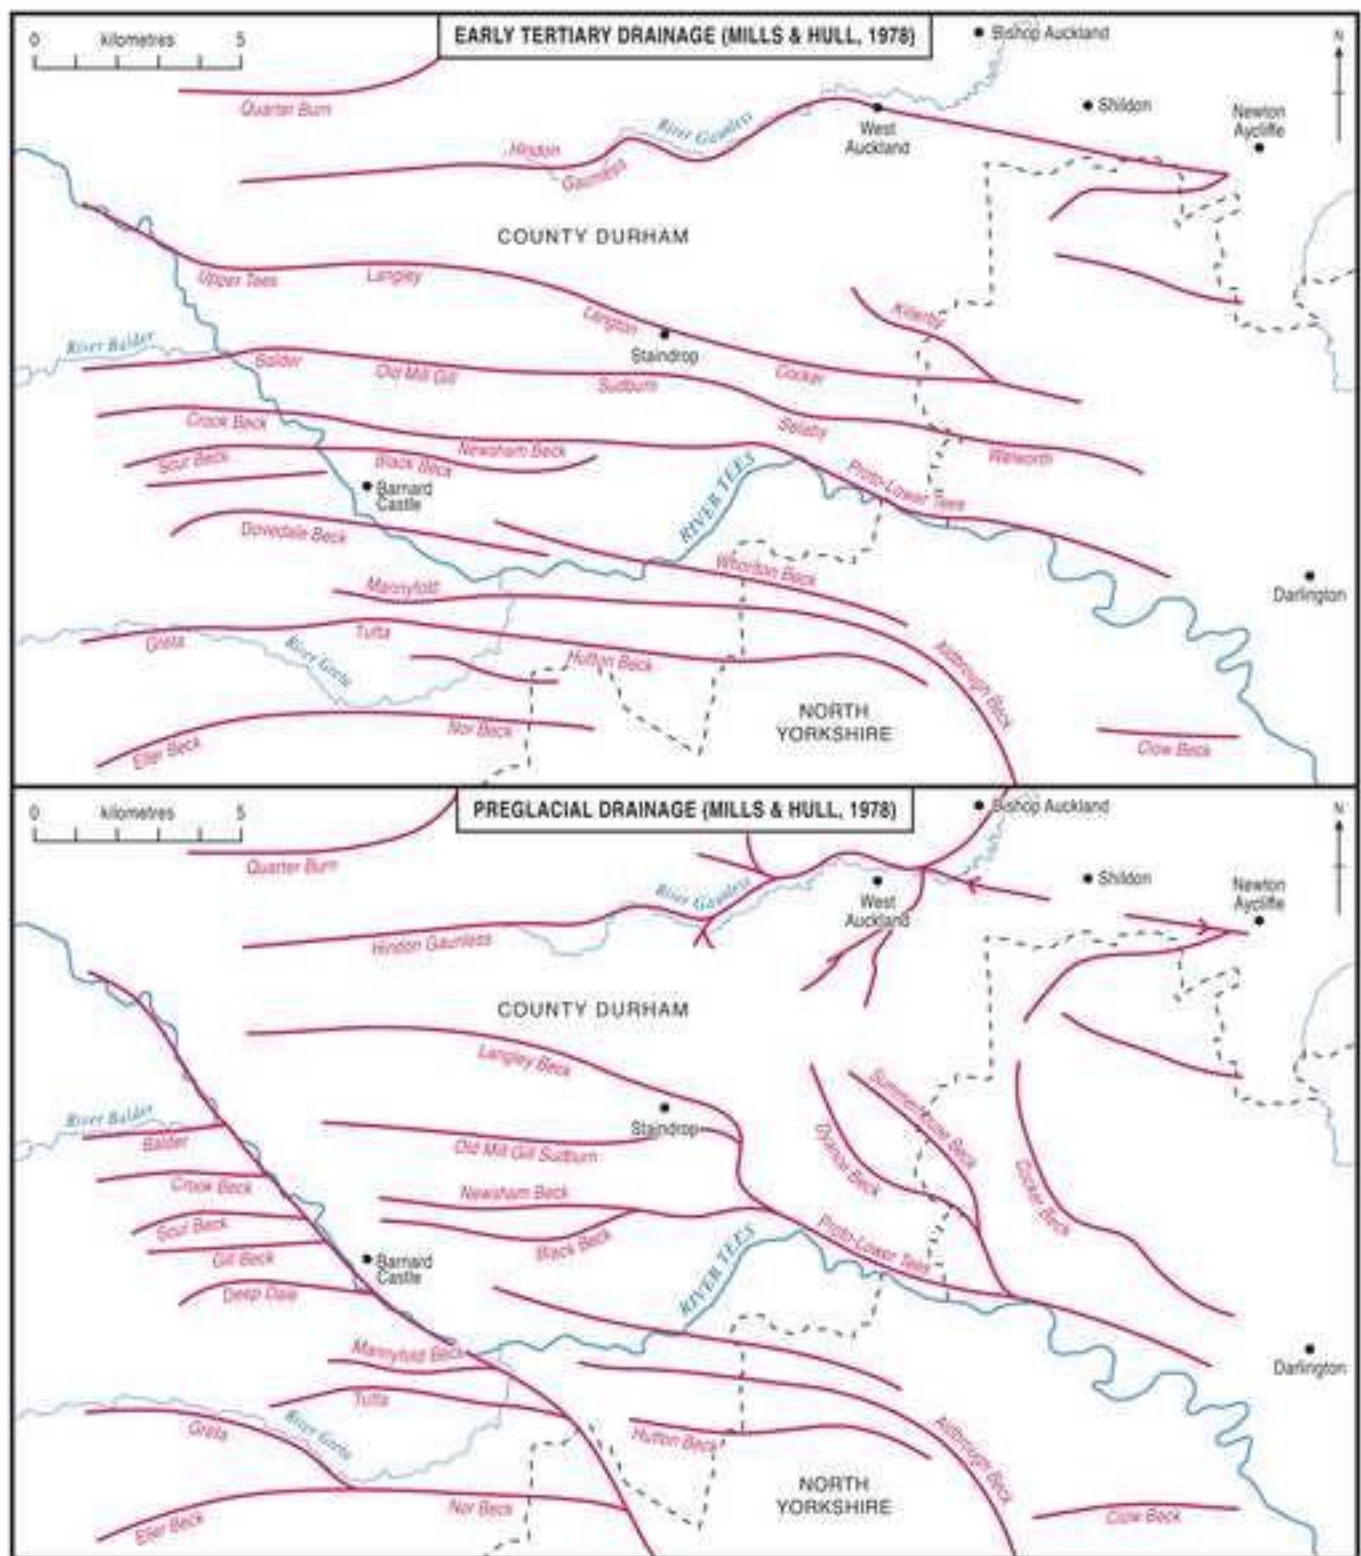 EARLY TERTIARY DRAINAGE (MILLS & HULL, 1978)
0 kilometres 5
Bishop Auckland
N
Quarter Burn
Shildon
Newton
Aycliffe
River Gaunless
West
Auckland
Hindon
Gaunless
COUNTY DURHAM
Upper Tees
Langley
Langton
Killerby
Staindrop
River Balder
Balder
Old Mill Gill
Sudburn
Cocker
Crook Beck
Selaby
Walworth
Newsham Beck
Scur Beck
Black Beck
Barnard
Castle
RIVER TEES
Proto-Lower Tees
Dovedale Beck
Whorlton Beck
Darlington
Mannyfold
Greta
Tutta
River Greta
Hutton Beck
Aldbrough Beck
NORTH
YORKSHIRE
Nor Beck
Eller Beck
Clow Beck
PREGLACIAL DRAINAGE (MILLS & HULL, 1978)
0 kilometres 5
Bishop Auckland
N
Quarter Burn
Shildon
Newton
Aycliffe
River Gaunless
West
Auckland
Hindon Gaunless
COUNTY DURHAM
Langley Beck
Summerhouse Beck
Staindrop
River Balder
Balder
Old Mill Gill Sudburn
Dyance Beck
Cocker Beck
Crook Beck
Newsham Beck
Scur Beck
Black Beck
Gill Beck
Barnard
Castle
RIVER TEES
Proto-Lower Tees
Deep Dale
Mannyfold Beck
Darlington
Tutta
Greta
River Greta
Hutton Beck
Aldbrough Beck
NORTH
YORKSHIRE
Nor Beck
Eller Beck
Clow Beck